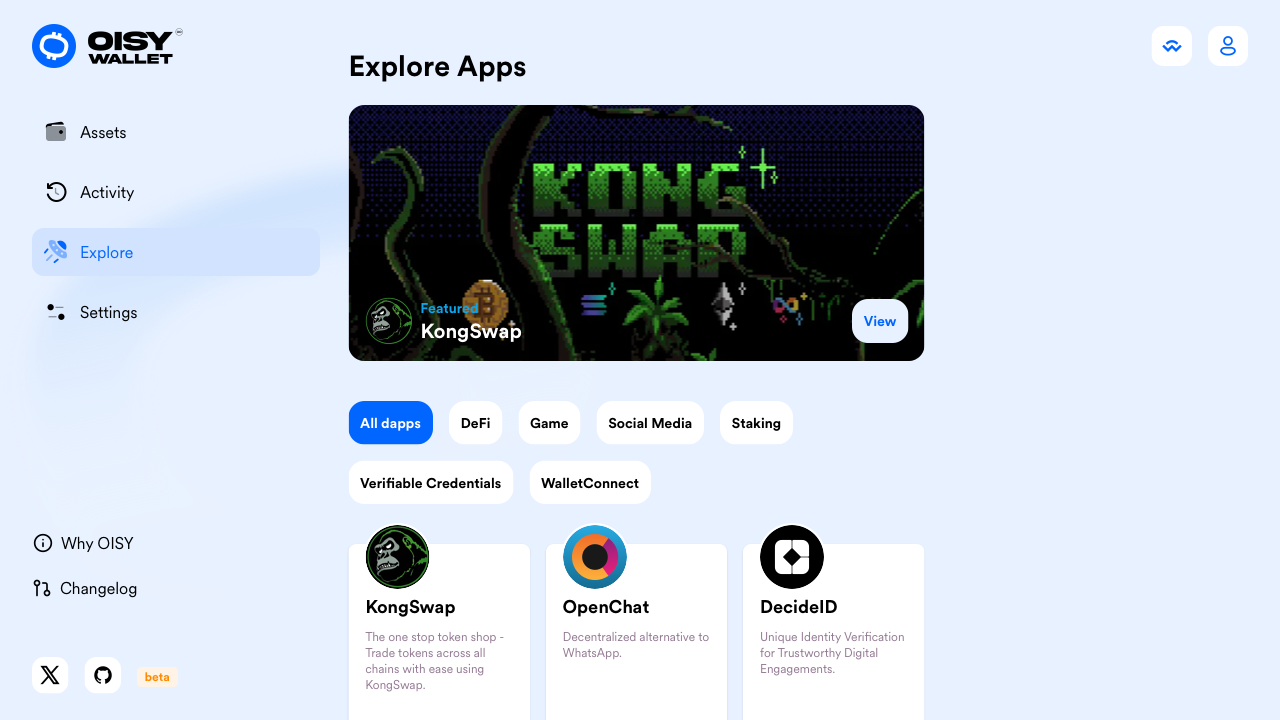 OISY
WALLET
Assets
Activity
Explore
Settings
Why OISY
Changelog
beta
Explore Apps
KONG
SWAP
Featured
KongSwap
View
All dapps
DeFi
Game
Social Media
Staking
Verifiable Credentials
WalletConnect
KongSwap
The one stop token shop -
Trade tokens across all
chains with ease using
KongSwap.
OpenChat
Decentralized alternative to
WhatsApp.
DecideID
Unique Identity Verification
for Trustworthy Digital
Engagements.